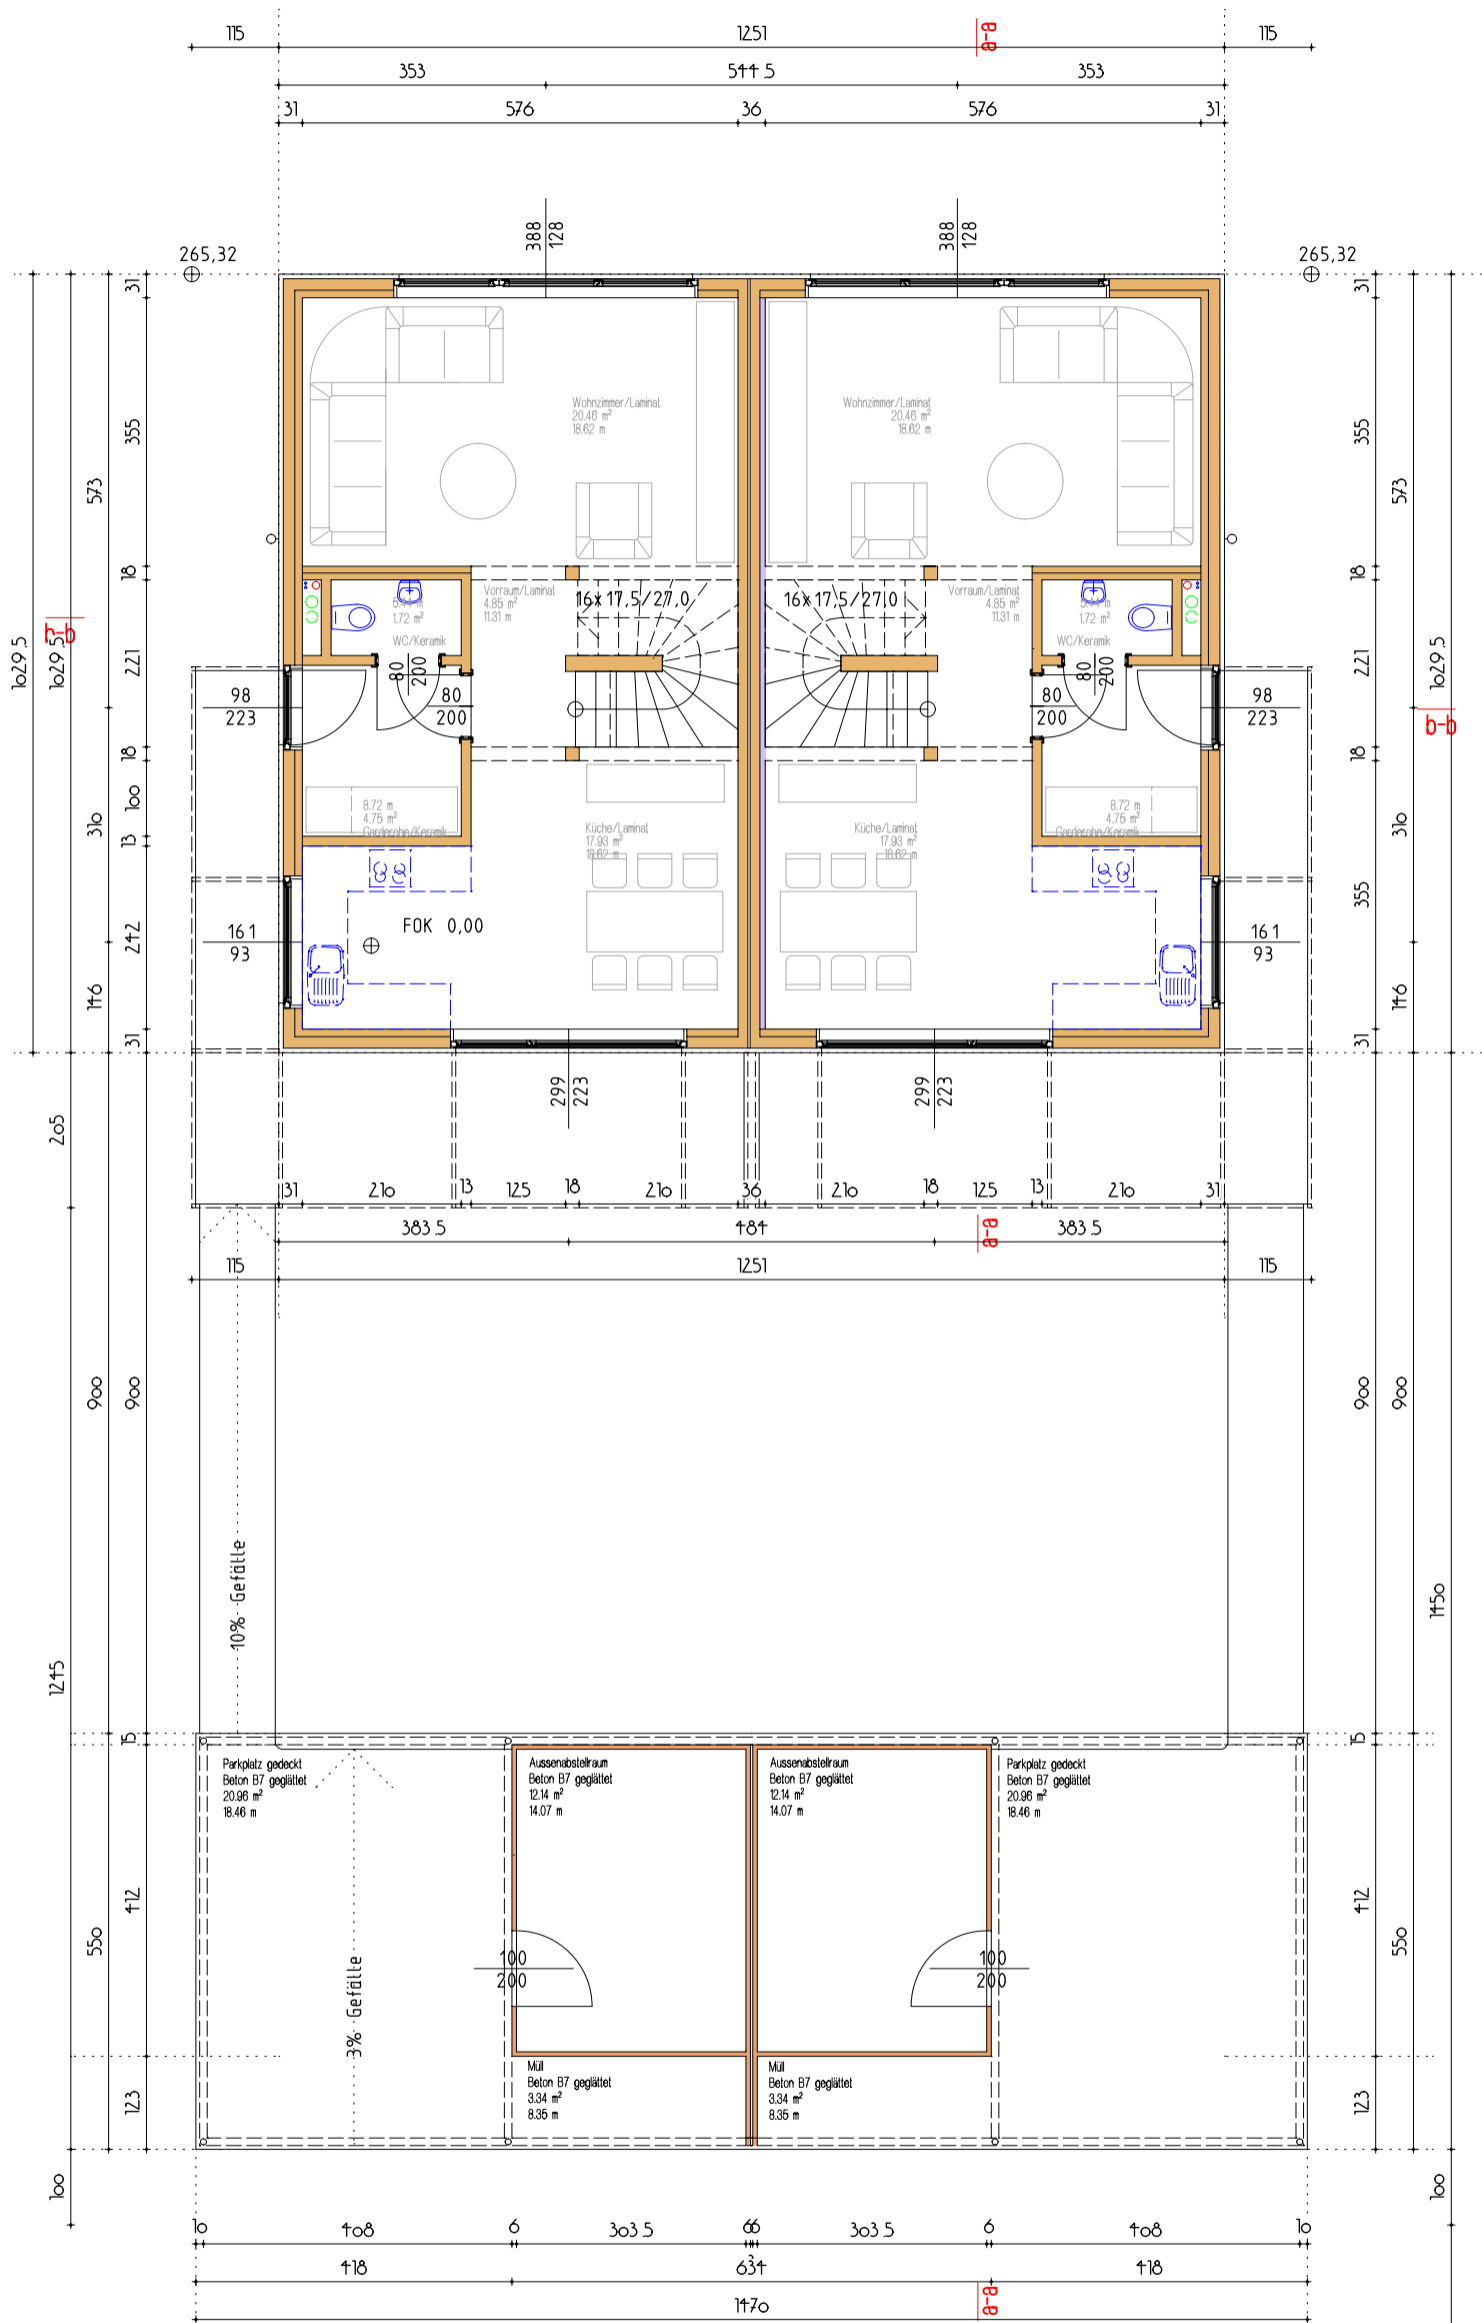 115
1251
a-a
115
353
544.5
353
31
576
36
576
31
388
128
388
128
265,32
265,32
31
355
573
18
1029.5
1029.5
b-b
221
18
100
310
13
242
146
31
265
900
900
1245
15
412
550
123
100
31
355
573
18
221
1029.5
b-b
18
310
355
146
31
900
900
1450
15
412
550
123
100
Wohnzimmer/Laminat
20.46 m²
18.62 m
Wohnzimmer/Laminat
20.46 m²
18.62 m
Vorraum/Laminat
4.85 m²
11.31 m
16x17,5/27,0
16x17,5/27,0
Vorraum/Laminat
4.85 m²
11.31 m
1.72 m²
WC/Keramik
1.72 m²
WC/Keramik
80
200
80
200
80
200
80
200
98
223
98
223
8.72 m
4.75 m²
Garderobe/Keramik
8.72 m
4.75 m²
Garderobe/Keramik
Küche/Laminat
17.93 m²
18.62 m
Küche/Laminat
17.93 m²
18.62 m
FOK 0,00
161
93
161
93
299
223
299
223
31
210
13
125
18
210
36
210
18
125
13
210
31
383.5
484
a-a
383.5
115
1251
115
10% Gefälle
Parkplatz gedeckt
Beton B7 geglättet
20.96 m²
18.46 m
Aussenabstellraum
Beton B7 geglättet
12.14 m²
14.07 m
Aussenabstellraum
Beton B7 geglättet
12.14 m²
14.07 m
Parkplatz gedeckt
Beton B7 geglättet
20.96 m²
18.46 m
3% Gefälle
100
200
100
200
Müll
Beton B7 geglättet
3.34 m²
8.35 m
Müll
Beton B7 geglättet
3.34 m²
8.35 m
10
408
6
303.5
6
6
303.5
6
408
10
418
634
a-a
418
1470